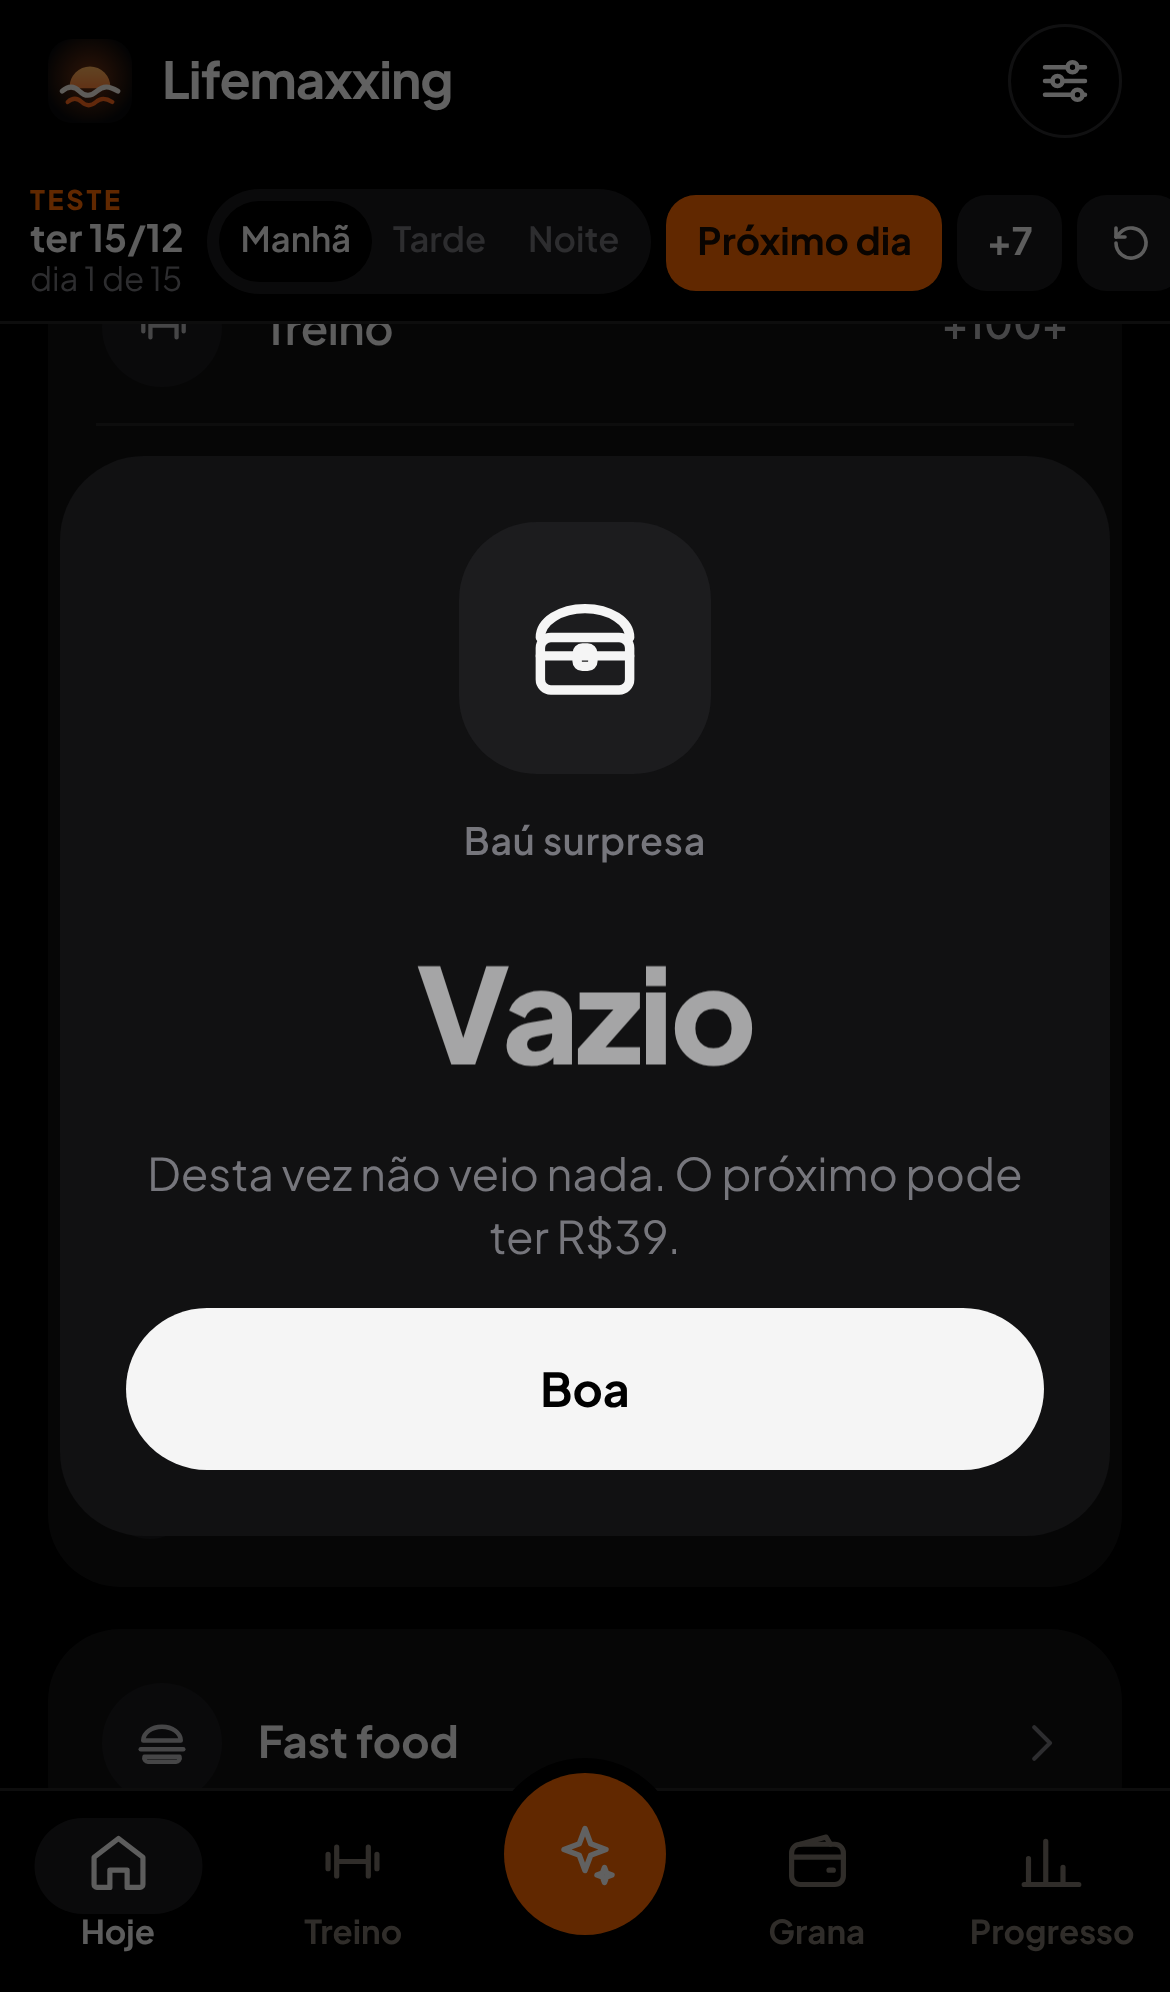 Lifemaxxing
TESTE
ter 15/12
dia 1 de 15
Manhã
Tarde
Noite
Próximo dia
+7
Treino
+100+
Baú surpresa
Vazio
Desta vez não veio nada. O próximo pode
ter R$39.
Boa
Fast food
Hoje
Treino
Grana
Progresso